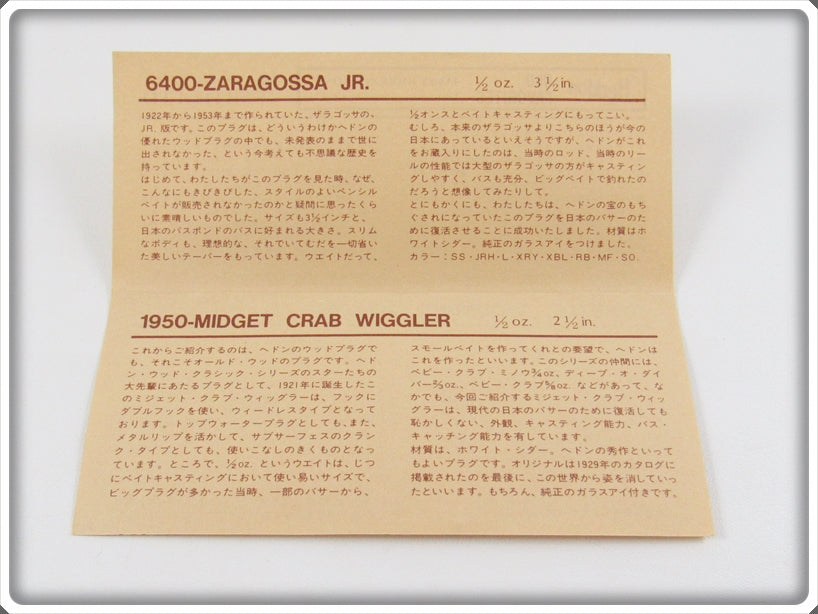 6400-ZARAGOSSA JR. ½ oz. 3½in.
1922年から1953年まで作られていた、ザラゴッサの、
JR. 版です。このプラグは、どういうわけかヘドンの
優れたウッドプラグの中でも、未発表のままで世に
出されなかった、という今考えても不思議な歴史を
持っています。
はじめて、わたしたちがこのプラグを見た時、なぜ、
こんなにもきびきびした、スタイルのよいペンシル
ベイトが販売されなかったのかと疑問に思ったくら
いに素晴しいものでした。サイズも3½インチと、
日本のバスポンドのバスに好まれる大きさ。スリム
なボディも、理想的な、それでいてむだを一切省い
た美しいテーパーをもっています。ウエイトだって、
½オンスとベイトキャスティングにもってこい。
むしろ、本来のザラゴッサよりこちらのほうが今の
日本にあっているといえそうですが、ヘドンがこれ
をお蔵入りにしたのは、当時のロッド、当時のリー
ルの性能では大型のザラゴッサの方がキャスティン
グしやすく、バスも充分、ビッグベイトで釣れたの
だろうと想像してみたりして。
とにもかくにも、わたしたちは、ヘドンの宝のもち
ぐされになっていたこのプラグを日本のバサーのた
めに復活させることに成功いたしました。材質はホ
ワイトシダー。純正のガラスアイをつけました。
カラー：SS・JRH・L・XRY・XBL・RB・MF・SO.
1950-MIDGET CRAB WIGGLER ½ oz. 2½in.
これからご紹介するのは、ヘドンのウッドプラグで
も、それこそオールド・ウッドのプラグです。ヘド
ン・ウッド・クラシック・シリーズのスターたちの
大先輩にあたるプラグとして、1921年に誕生したこ
のミジェット・クラブ・ウィッグラーは、フックに
ダブルフックを使い、ウィードレスタイプとなって
おります。トップウォータープラグとしても、また、
メタルリップを活かして、サブサーフェスのクラン
ク・タイプとしても、使いこなしのきくものとなっ
ています。ところで、½oz. というウエイトは、じつ
にベイトキャスティングにおいて使い易いサイズで、
ビッグプラグが多かった当時、一部のバサーから、
スモールベイトを作ってくれとの要望で、ヘドンは
これを作ったといいます。このシリーズの仲間には、
ベビー・クラブ・ミノウ¾oz、ディープ・オ・ダイ
バー⅔oz、ベビー・クラブ⅝oz. などがあって、な
かでも、今回ご紹介するミジェット・クラブ・ウィッ
グラーは、現代の日本のバサーのために復活しても
恥かしくない、外観、キャスティング能力、バス・
キャッチング能力を有しています。
材質は、ホワイト・シダー。ヘドンの秀作といって
もよいプラグです。オリジナルは1929年のカタログに
掲載されたのを最後に、この世界から姿を消していっ
たといいます。もちろん、純正のガラスアイ付きです。